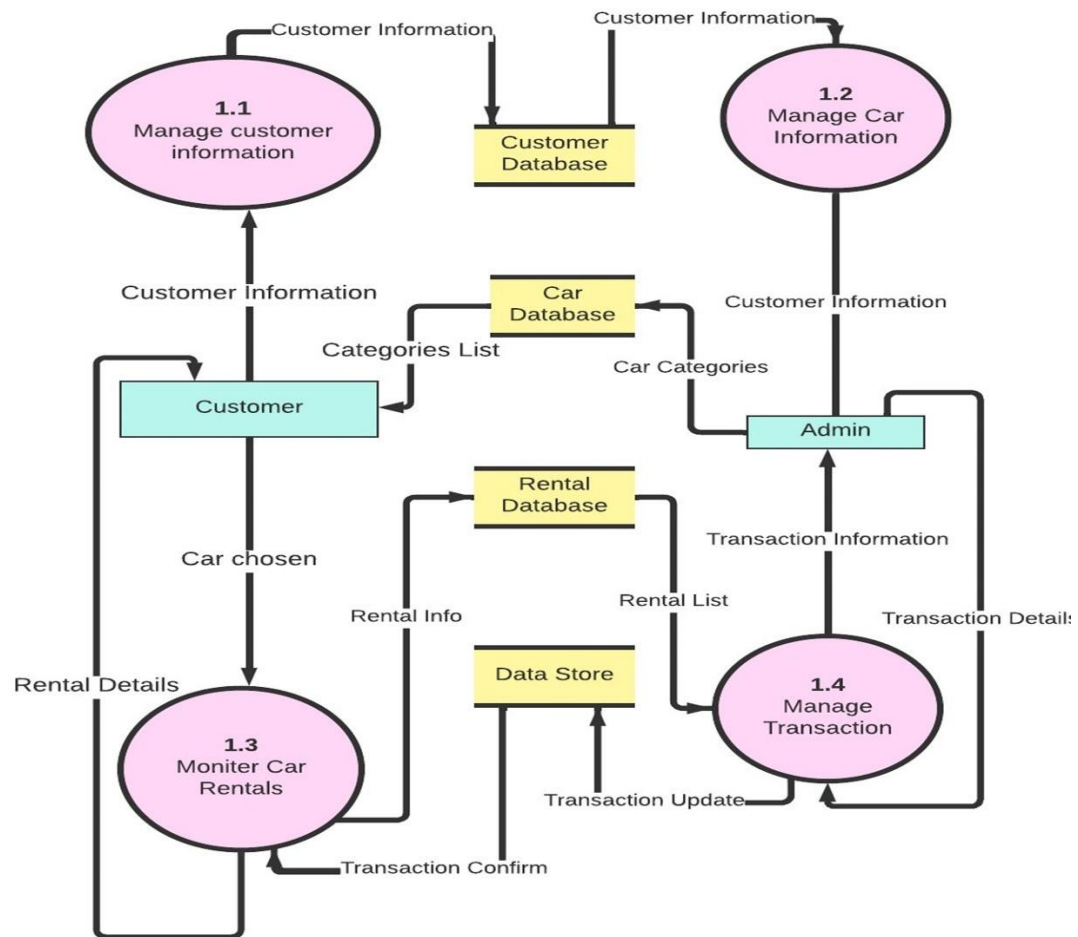 Customer Information
Customer Information
1.1
Manage customer
information
1.2
Manage Car
Information
Customer
Database
Customer Information
Car
Database
Customer Information
Categories List
Car Categories
Customer
Admin
Rental
Database
Car chosen
Transaction Information
Rental Info
Rental List
Transaction Details
Data Store
Rental Details
1.4
Manage
Transaction
1.3
Moniter Car
Rentals
Transaction Update
Transaction Confirm